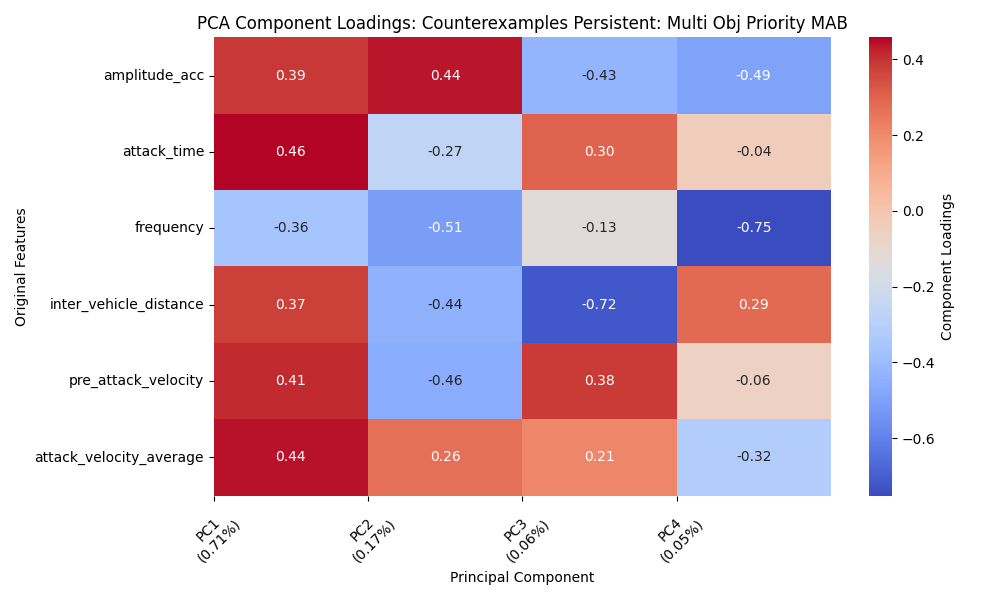 PCA Component Loadings: Counterexamples Persistent: Multi Obj Priority MAB
Original Features
amplitude_acc 0.39 0.44 -0.43 -0.49
attack_time 0.46 -0.27 0.30 -0.04
frequency -0.36 -0.51 -0.13 -0.75
inter_vehicle_distance 0.37 -0.44 -0.72 0.29
pre_attack_velocity 0.41 -0.46 0.38 -0.06
attack_velocity_average 0.44 0.26 0.21 -0.32
PC1
(0.71%)
PC2
(0.17%)
PC3
(0.06%)
PC4
(0.05%)
Principal Component
0.4
0.2
0.0
−0.2
−0.4
−0.6
Component Loadings